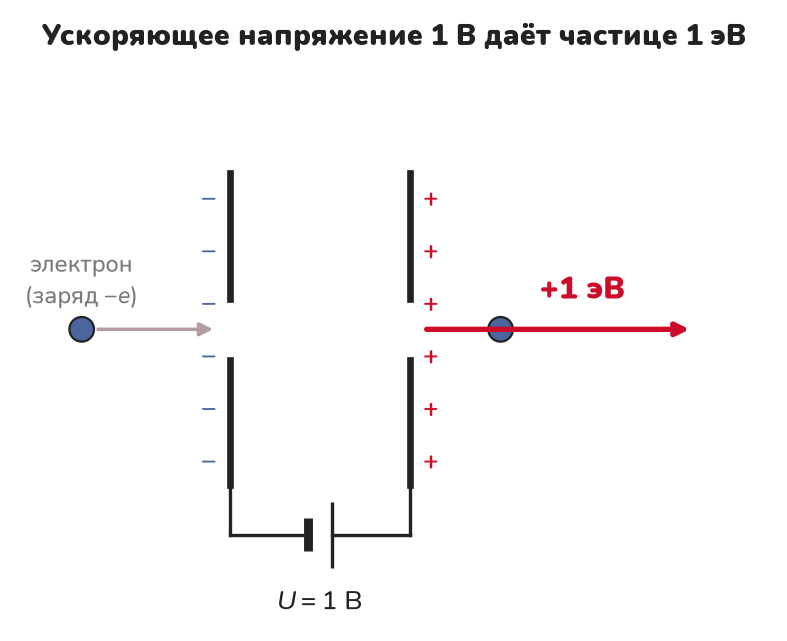 Ускоряющее напряжение 1 В даёт частице 1 эВ
электрон
(заряд −e)
+1 эВ
− +
− +
− +
− +
− +
− +
U = 1 В